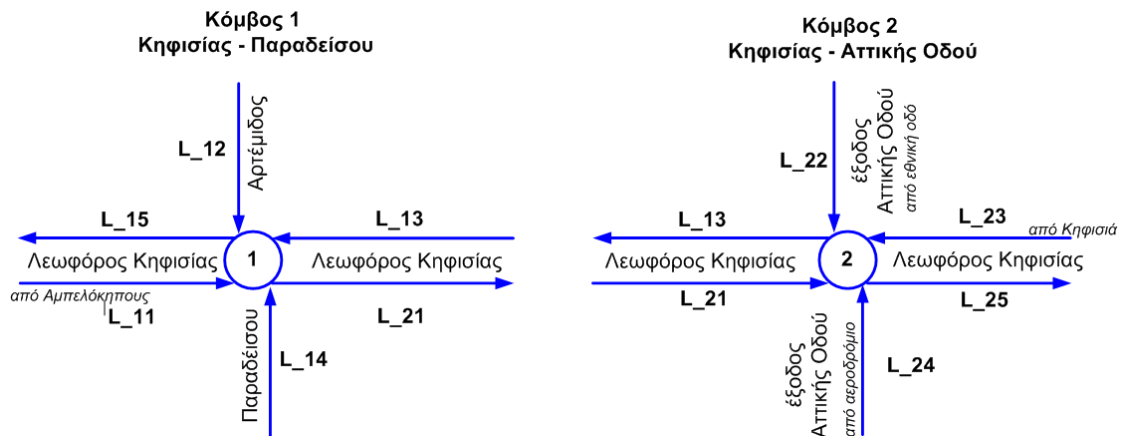 Κόμβος 1
Κηφισίας - Παραδείσου
L_12
Αρτέμιδος
L_15
L_13
Λεωφόρος Κηφισίας
1
Λεωφόρος Κηφισίας
από Αμπελόκηπους
L_11
L_21
Παραδείσου
L_14
Κόμβος 2
Κηφισίας - Αττικής Οδού
L_22
έξοδος
Αττικής Οδού
από εθνική οδό
L_13
L_23
από Κηφισιά
Λεωφόρος Κηφισίας
2
Λεωφόρος Κηφισίας
L_21
L_25
έξοδος
Αττικής Οδού
από αεροδρόμιο
L_24